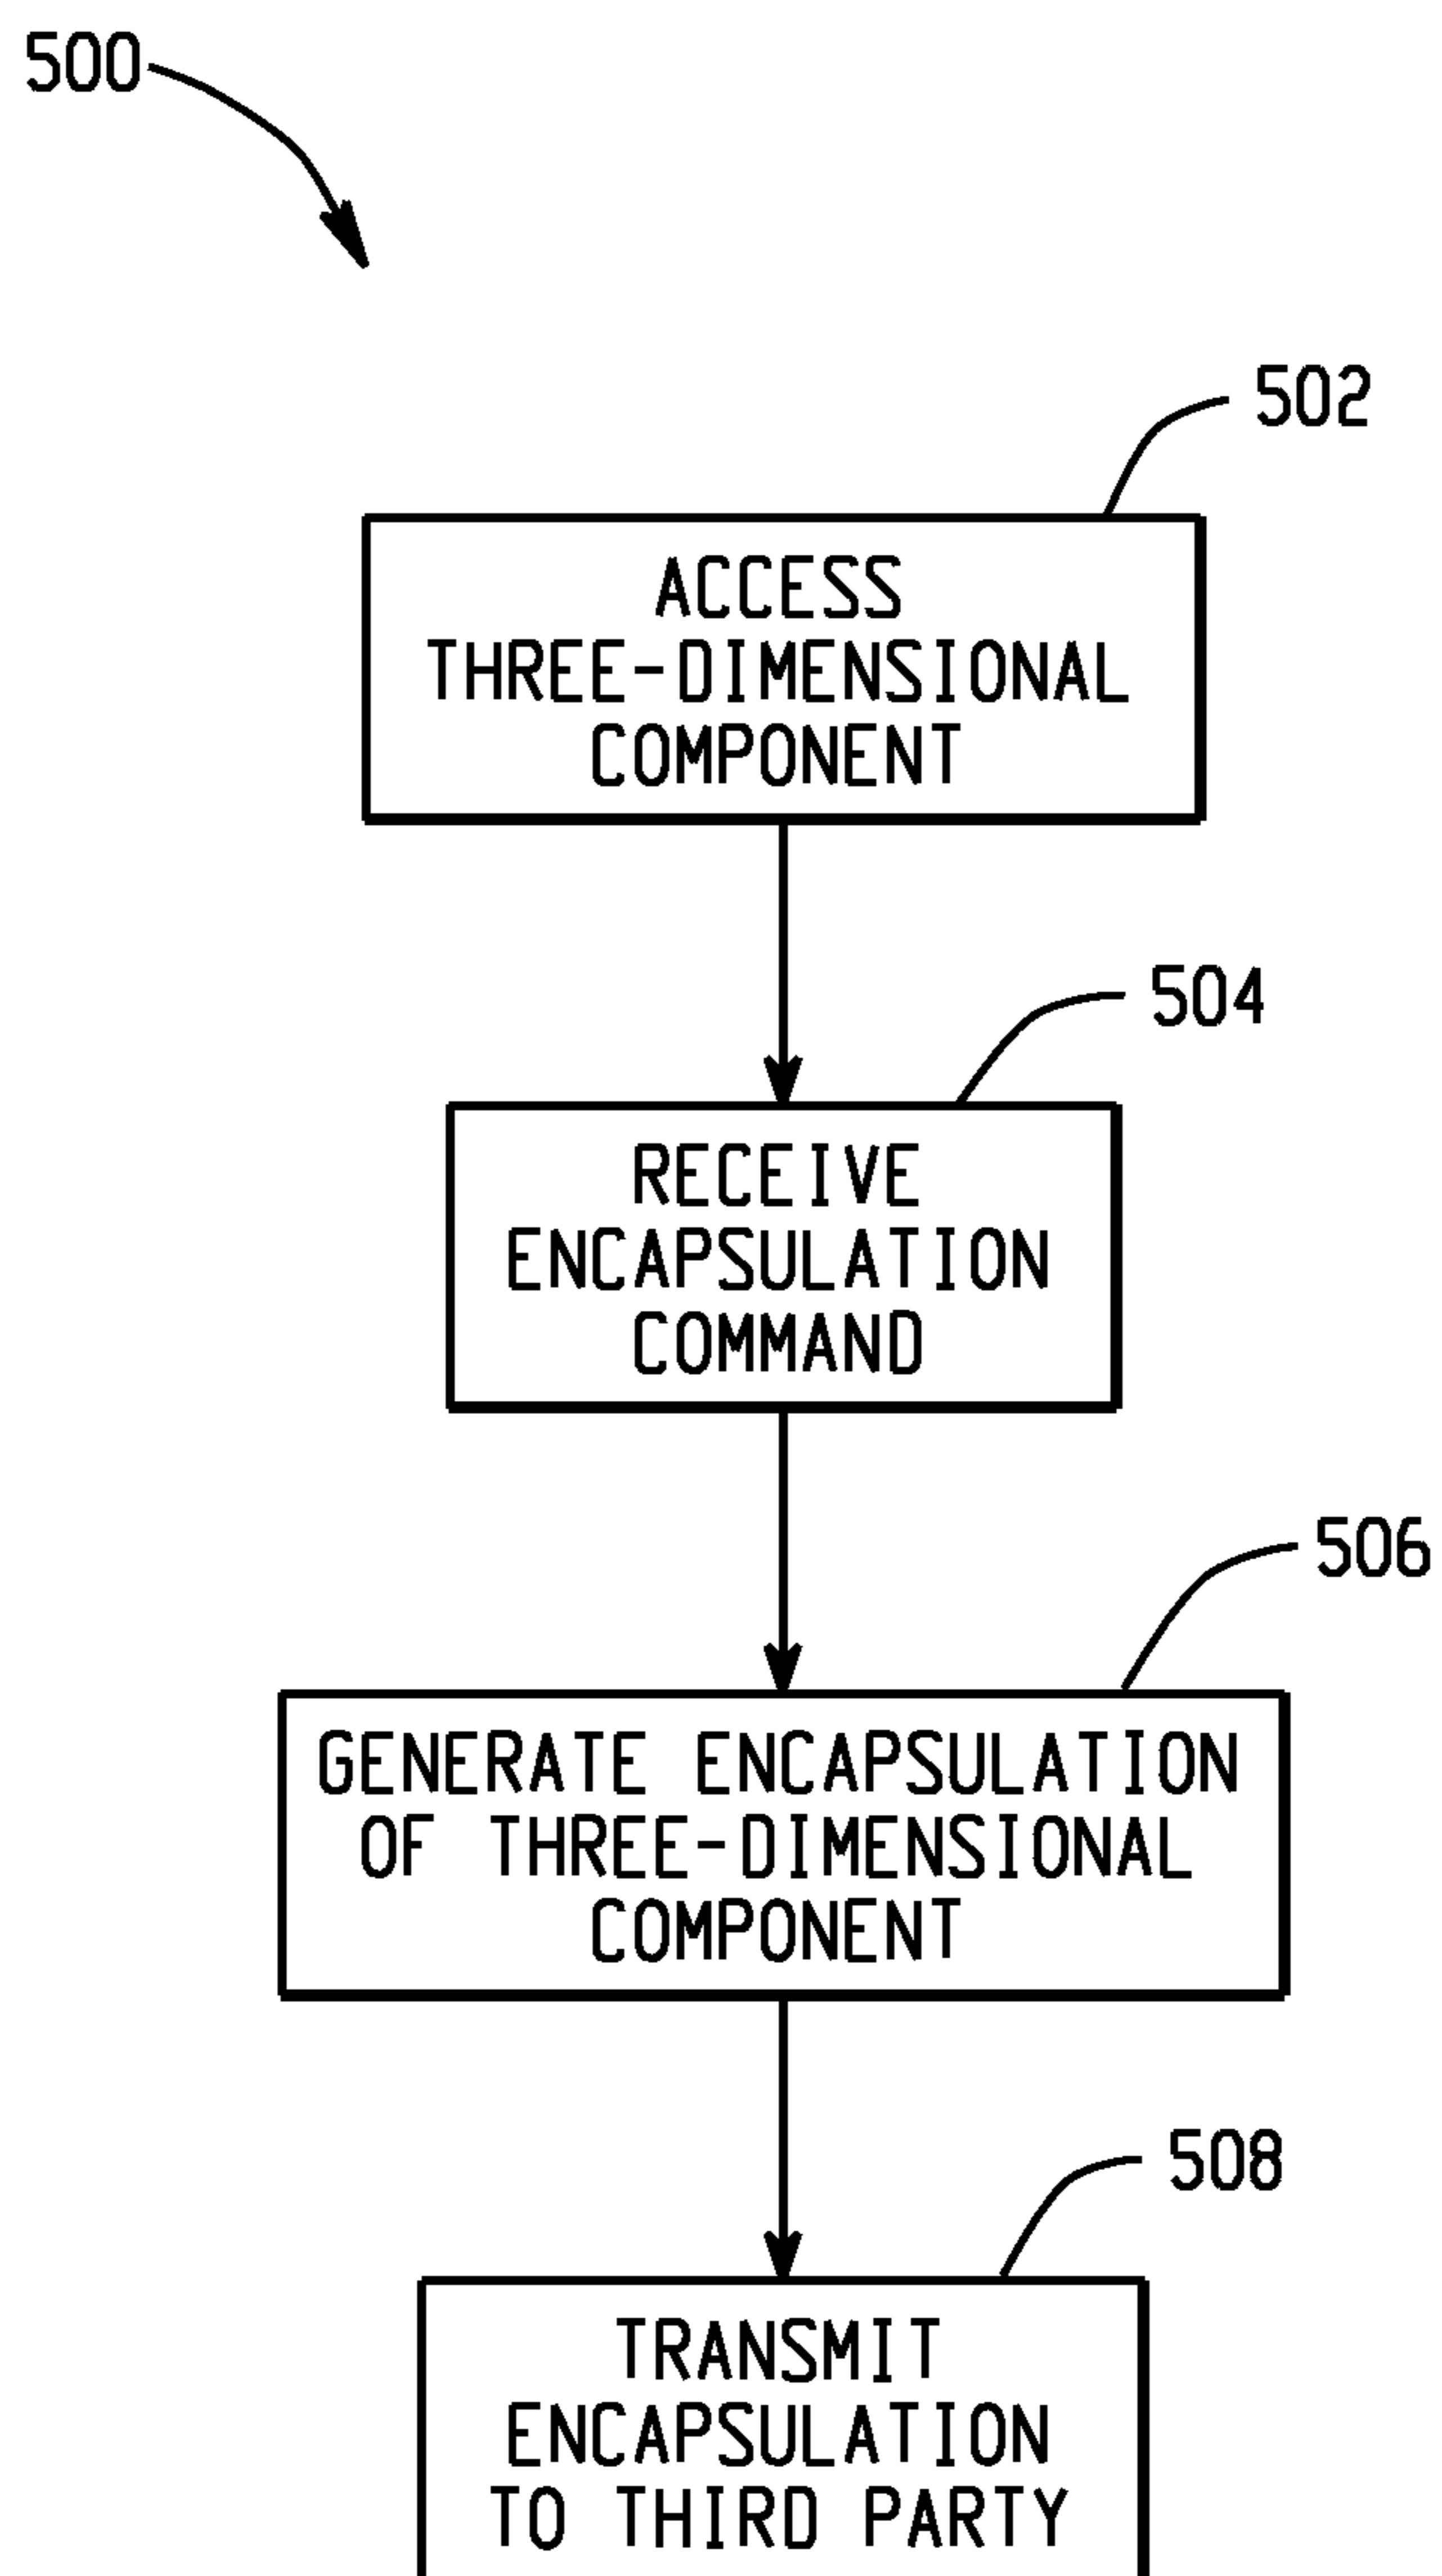 500
502
ACCESS
THREE-DIMENSIONAL
COMPONENT
504
RECEIVE
ENCAPSULATION
COMMAND
506
GENERATE ENCAPSULATION
OF THREE-DIMENSIONAL
COMPONENT
508
TRANSMIT
ENCAPSULATION
TO THIRD PARTY